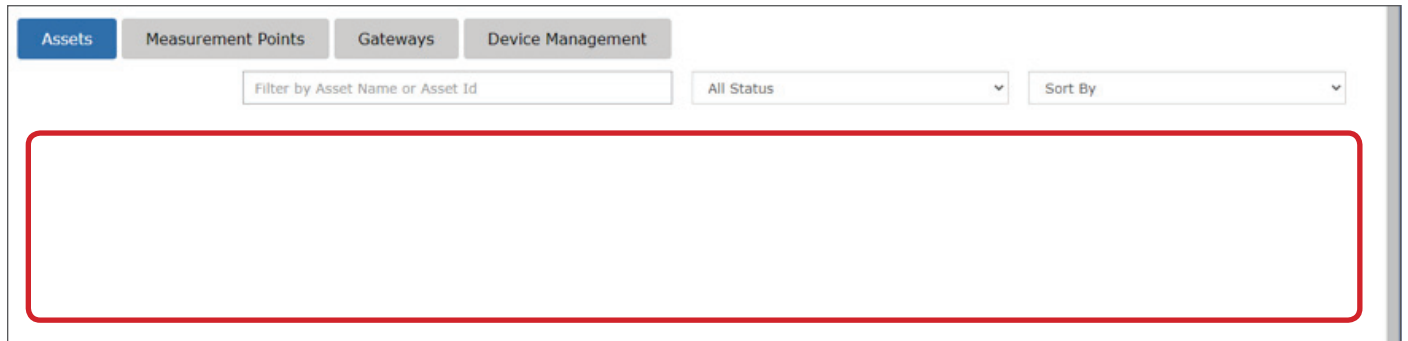 Assets Measurement Points Gateways Device Management
Filter by Asset Name or Asset Id All Status Sort By